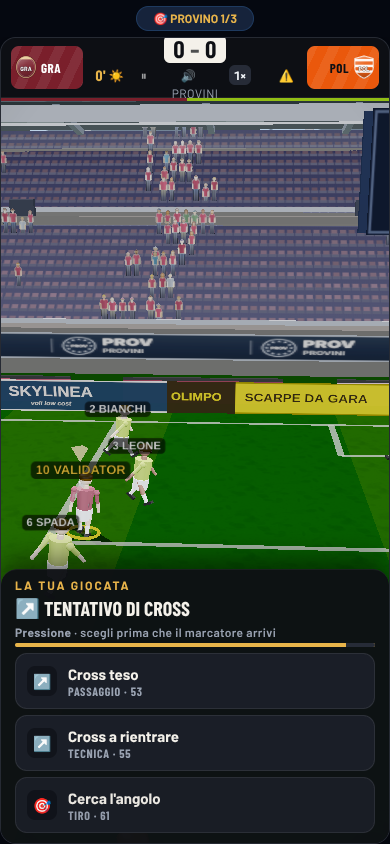 PROVINO 1/3
GRA
0 - 0
POL
0'
1×
PROVINI
PROV
PROVINI
PROV
PROVINI
SKYLINEA
voli low cost
OLIMPO
SCARPE DA GARA
2 BIANCHI
3 LEONE
10 VALIDATOR
6 SPADA
LA TUA GIOCATA
TENTATIVO DI CROSS
Pressione · scegli prima che il marcatore arrivi
Cross teso
PASSAGGIO · 53
Cross a rientrare
TECNICA · 55
Cerca l'angolo
TIRO · 61